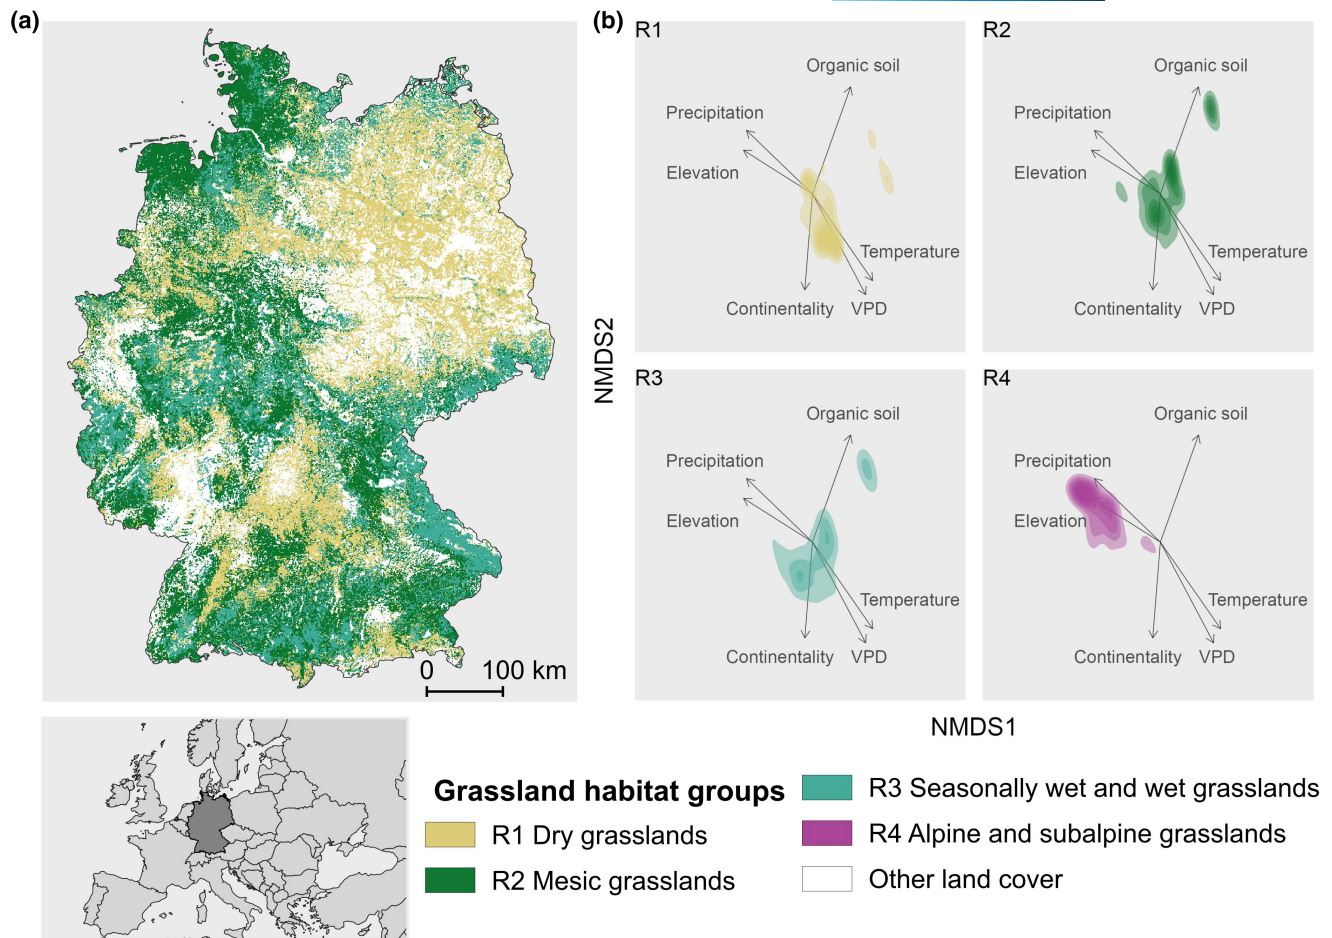 (a)
(b)
R1
Organic soil
Precipitation
Elevation
Temperature
Continentality
VPD
R2
Organic soil
Precipitation
Elevation
Temperature
Continentality
VPD
NMDS2
R3
Organic soil
Precipitation
Elevation
Temperature
Continentality
VPD
R4
Organic soil
Precipitation
Elevation
Temperature
Continentality
VPD
0 100 km
NMDS1
Grassland habitat groups
R1 Dry grasslands
R2 Mesic grasslands
R3 Seasonally wet and wet grasslands
R4 Alpine and subalpine grasslands
Other land cover